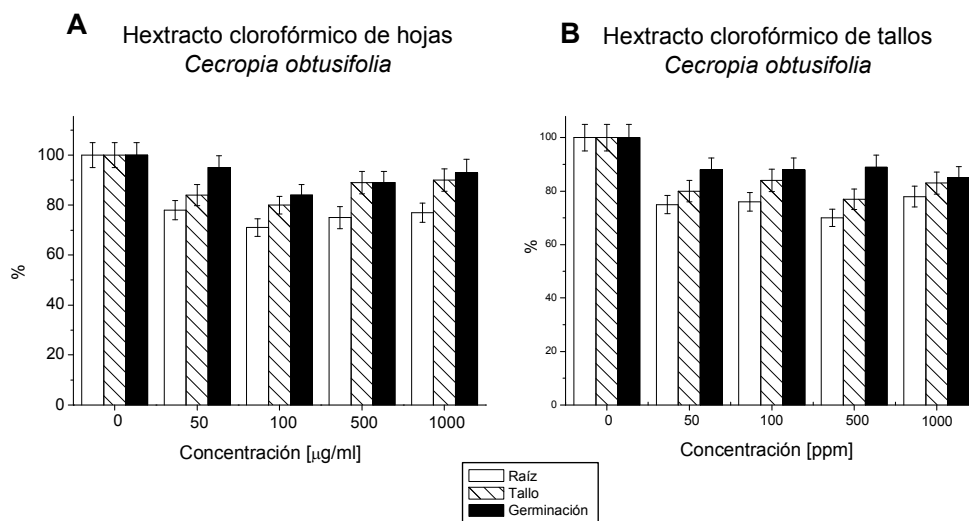 A
Hextracto clorofórmico de hojas
Cecropia obtusifolia
100
80
60
40
20
0
%
0 50 100 500 1000
Concentración [μg/ml]
B
Hextracto clorofórmico de tallos
Cecropia obtusifolia
100
80
60
40
20
0
%
0 50 100 500 1000
Concentración [ppm]
Raíz
Tallo
Germinación